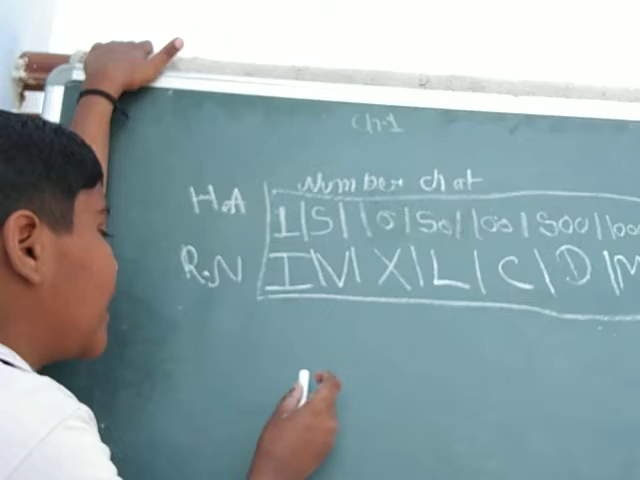 Ch-1
Number chat
H.A 1 | 5 | 10 | 50 | 100 | 500 | 100
R.N I | V | X | L | C | D | M